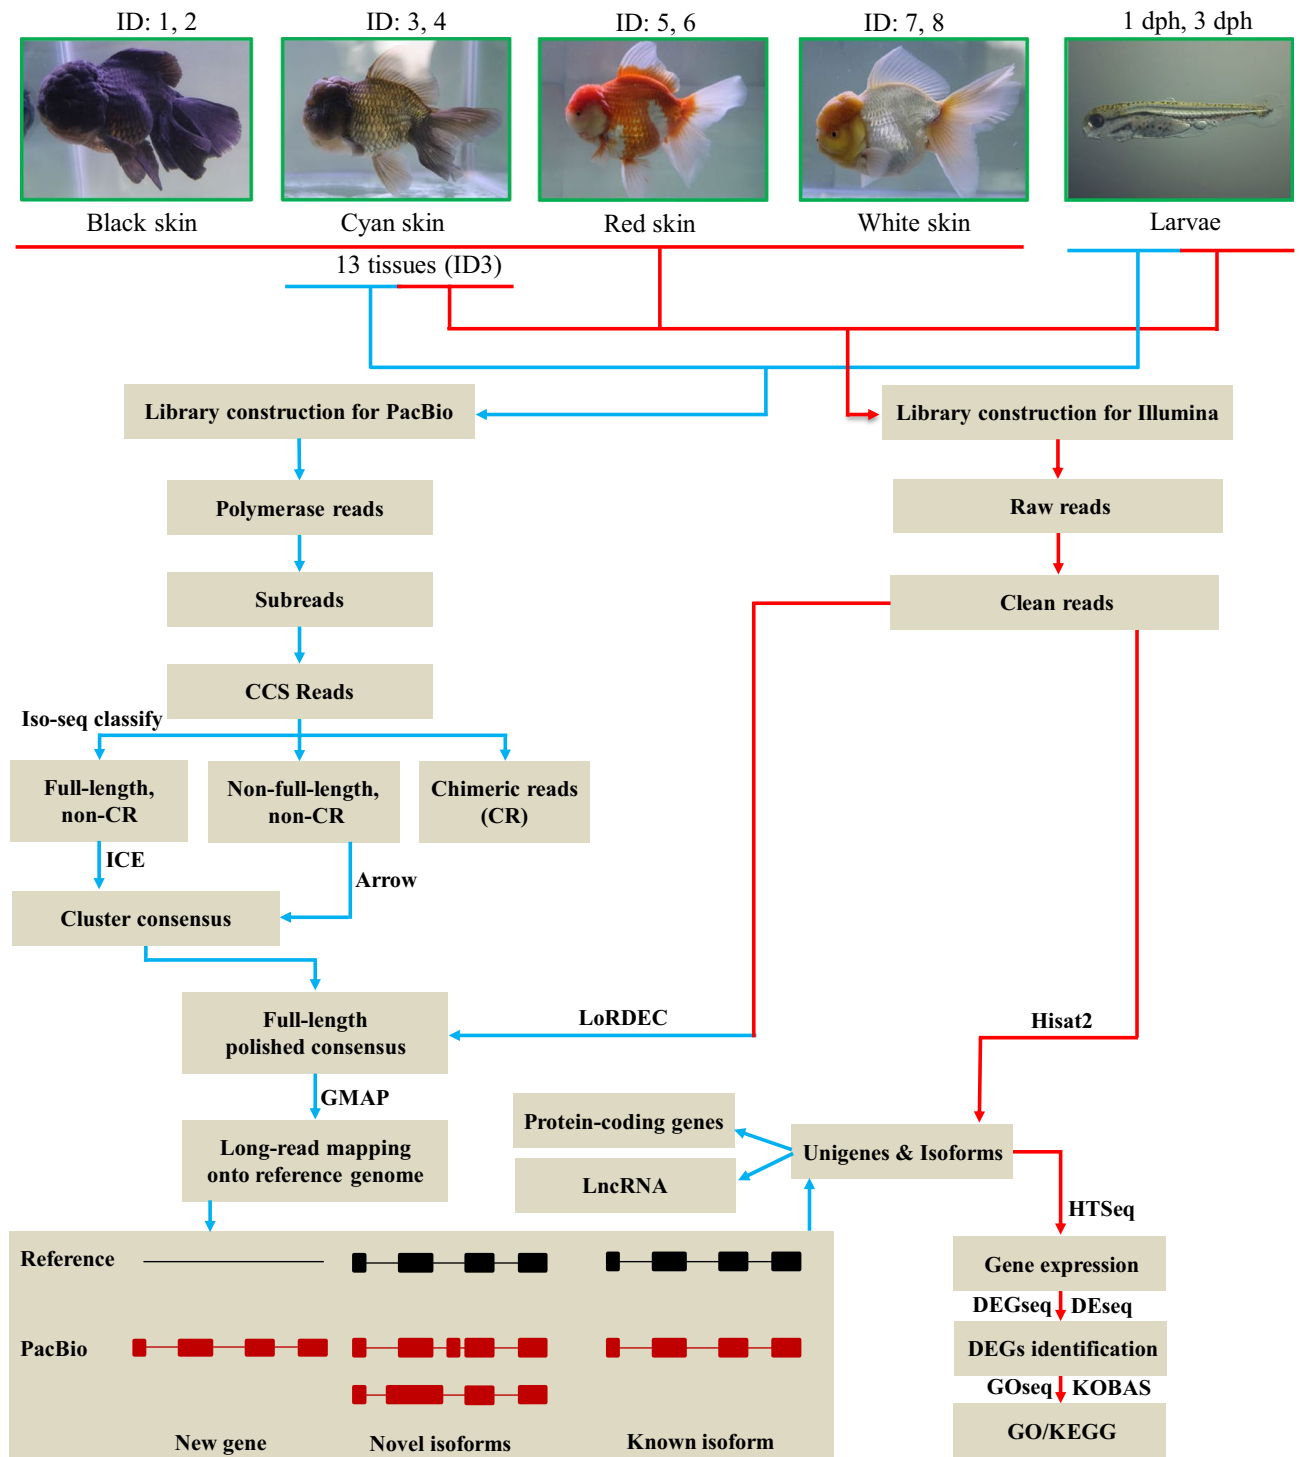 ID: 1, 2
ID: 3, 4
ID: 5, 6
ID: 7, 8
1 dph, 3 dph
Black skin
Cyan skin
Red skin
White skin
Larvae
13 tissues (ID3)
Library construction for PacBio
Library construction for Illumina
Polymerase reads
Raw reads
Subreads
Clean reads
CCS Reads
Iso-seq classify
Full-length,
non-CR
Non-full-length,
non-CR
Chimeric reads
(CR)
ICE
Arrow
Cluster consensus
Full-length
polished consensus
LoRDEC
Hisat2
GMAP
Long-read mapping
onto reference genome
Protein-coding genes
LncRNA
Unigenes & Isoforms
HTSeq
Reference
PacBio
New gene
Novel isoforms
Known isoform
Gene expression
DEGseq
DEseq
DEGs identification
GOseq
KOBAS
GO/KEGG